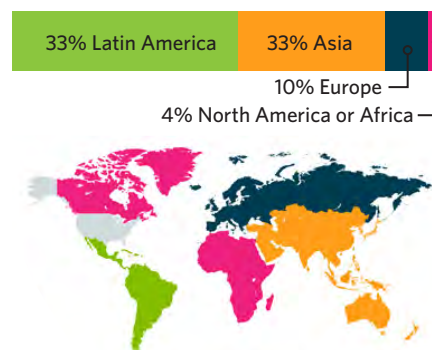 33% Latin America
33% Asia
10% Europe
4% North America or Africa